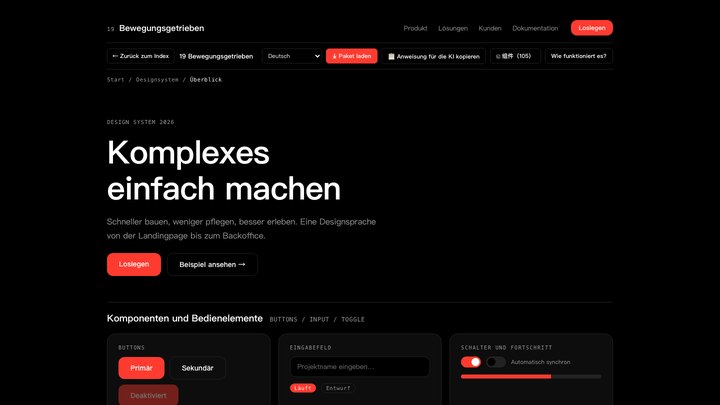 19 Bewegungsgetrieben
Produkt Lösungen Kunden Dokumentation Loslegen
← Zurück zum Index 19 Bewegungsgetrieben Deutsch Paket laden Anweisung für die KI kopieren 组件（105） Wie funktioniert es?
Start / Designsystem / Überblick
DESIGN SYSTEM 2026
Komplexes
einfach machen
Schneller bauen, weniger pflegen, besser erleben. Eine Designsprache
von der Landingpage bis zum Backoffice.
Loslegen Beispiel ansehen →
Komponenten und Bedienelemente BUTTONS / INPUT / TOGGLE
BUTTONS
Primär Sekundär
Deaktiviert
EINGABEFELD
Projektname eingeben…
Läuft Entwurf
SCHALTER UND FORTSCHRITT
Automatisch synchron